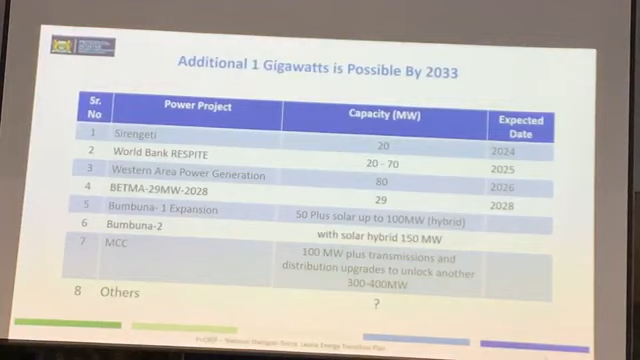 Additional 1 Gigawatts is Possible By 2033
Sr. No Power Project Capacity (MW) Expected Date
1 Sirengeti 20 2024
2 World Bank RESPITE 20 - 70 2025
3 Western Area Power Generation 80 2026
4 BETMA-29MW-2028 29 2028
5 Bumbuna- 1 Expansion 50 Plus solar up to 100MW (hybrid)
6 Bumbuna-2 with solar hybrid 150 MW
7 MCC 100 MW plus transmissions and
distribution upgrades to unlock another
300-400MW
8 Others ?